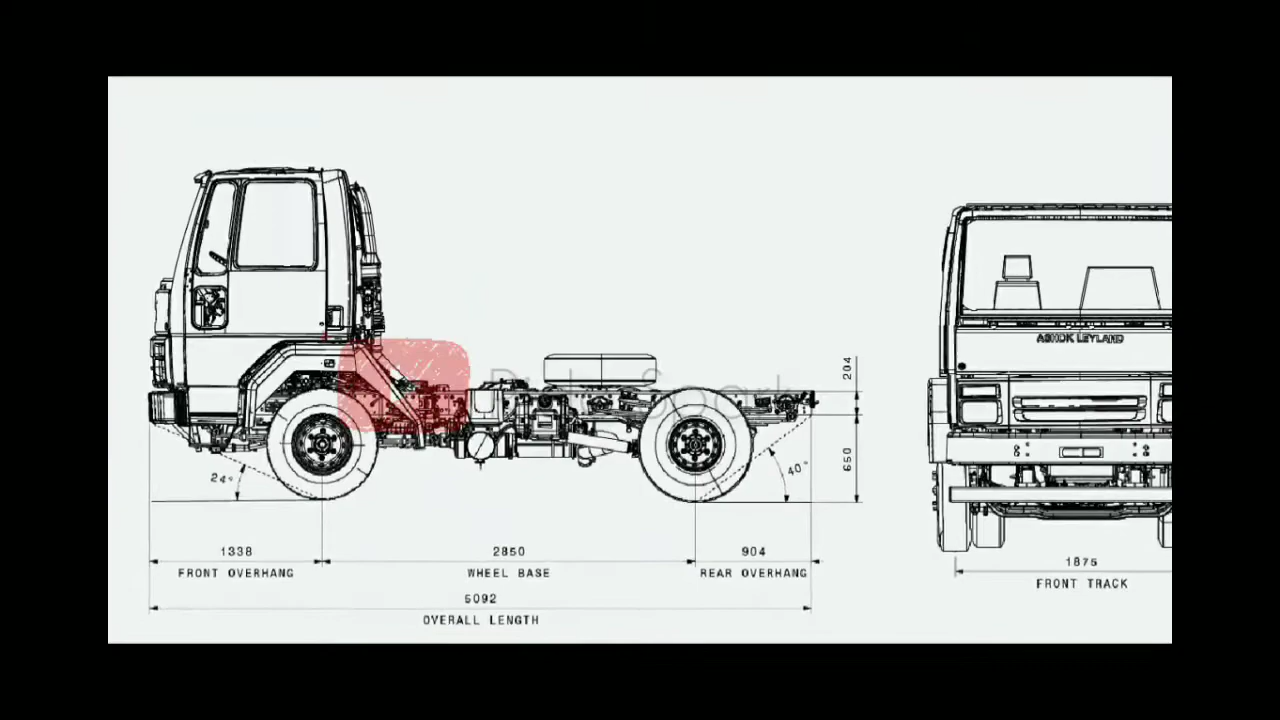 ASHOK LEYLAND
204
650
24°
40°
1338
2850
904
FRONT OVERHANG
WHEEL BASE
REAR OVERHANG
5092
OVERALL LENGTH
1875
FRONT TRACK